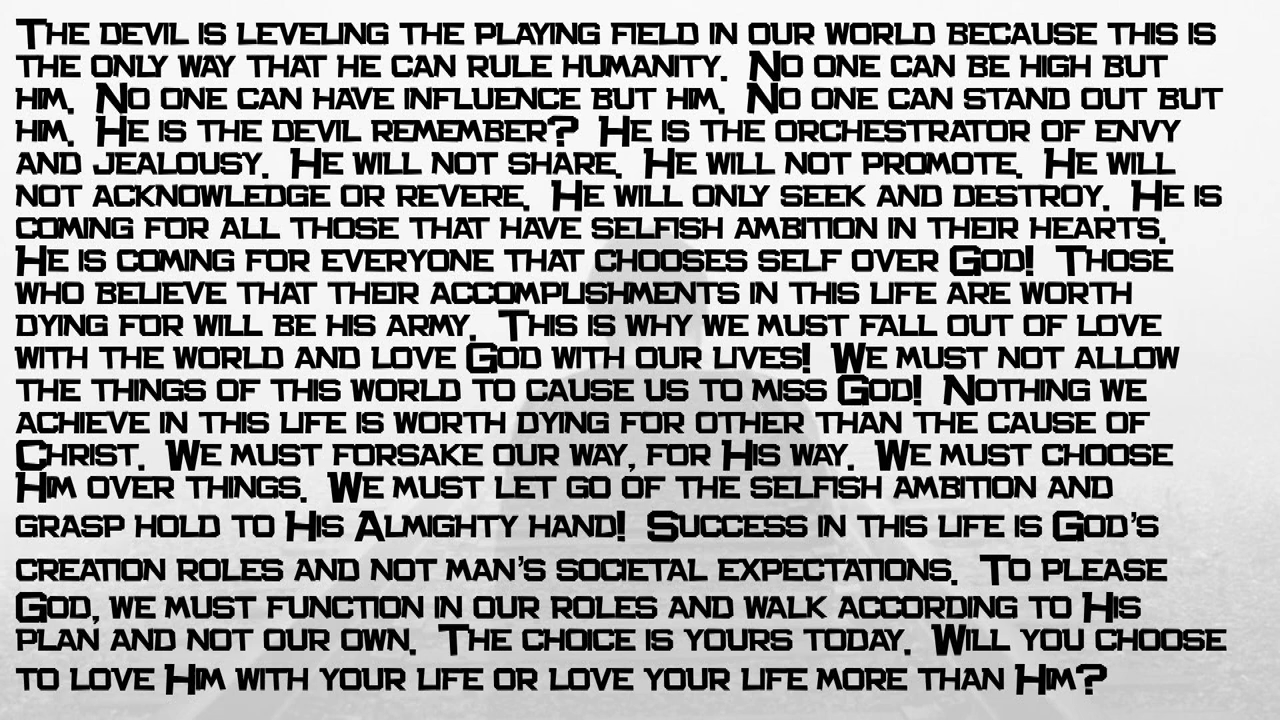 The devil is leveling the playing field in our world because this is
the only way that he can rule humanity.  No one can be high but
him.  No one can have influence but him.  No one can stand out but
him.  He is the devil remember?  He is the orchestrator of envy
and jealousy.  He will not share.  He will not promote.  He will
not acknowledge or revere.  He will only seek and destroy.  He is
coming for all those that have selfish ambition in their hearts.
He is coming for everyone that chooses self over God!  Those
who believe that their accomplishments in this life are worth
dying for will be his army.  This is why we must fall out of love
with the world and love God with our lives!  We must not allow
the things of this world to cause us to miss God!  Nothing we
achieve in this life is worth dying for other than the cause of
Christ.  We must forsake our way, for His way.  We must choose
Him over things.  We must let go of the selfish ambition and
grasp hold to His Almighty hand!  Success in this life is God's
creation roles and not man's societal expectations.  To please
God, we must function in our roles and walk according to His
plan and not our own.  The choice is yours today.  Will you choose
to love Him with your life or love your life more than Him?